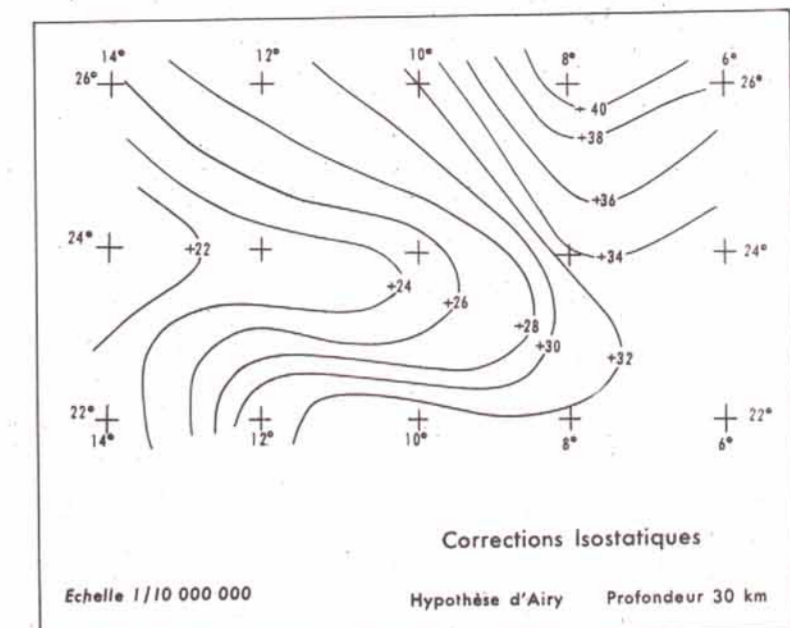 14° 12° 10° 8° 6°
26° 26°
+40
+38
+36
24° +22 +34 24°
+24
+26
+28
+30
+32
22° 22°
14° 12° 10° 8° 6°
Corrections Isostatiques
Echelle 1/10 000 000 Hypothèse d'Airy Profondeur 30 km